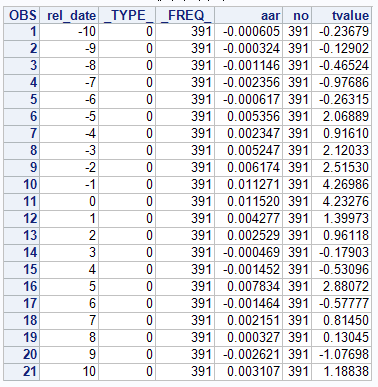 OBS rel_date _TYPE_ _FREQ_ aar no tvalue
1 -10 0 391 -0.000605 391 -0.23679
2 -9 0 391 -0.000324 391 -0.12902
3 -8 0 391 -0.001146 391 -0.46524
4 -7 0 391 -0.002356 391 -0.97686
5 -6 0 391 -0.000617 391 -0.26315
6 -5 0 391 0.005356 391 2.06889
7 -4 0 391 0.002347 391 0.91610
8 -3 0 391 0.005247 391 2.12033
9 -2 0 391 0.006174 391 2.51530
10 -1 0 391 0.011271 391 4.26986
11 0 0 391 0.011520 391 4.23276
12 1 0 391 0.004277 391 1.39973
13 2 0 391 0.002529 391 0.96118
14 3 0 391 -0.000469 391 -0.17903
15 4 0 391 -0.001452 391 -0.53096
16 5 0 391 0.007834 391 2.88072
17 6 0 391 -0.001464 391 -0.57777
18 7 0 391 0.002151 391 0.81450
19 8 0 391 0.000327 391 0.13045
20 9 0 391 -0.002621 391 -1.07698
21 10 0 391 0.003107 391 1.18838